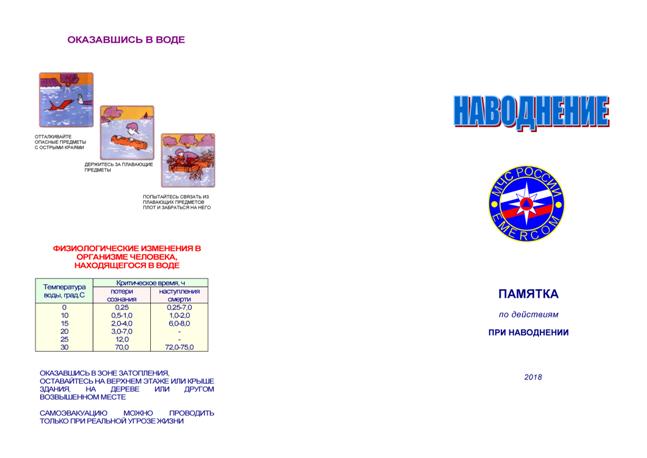 ОКАЗАВШИСЬ В ВОДЕ
ОТТАЛКИВАЙТЕ
ОПАСНЫЕ ПРЕДМЕТЫ
С ОСТРЫМИ КРАЯМИ
ДЕРЖИТЕСЬ ЗА ПЛАВАЮЩИЕ
ПРЕДМЕТЫ
ПОПЫТАЙТЕСЬ СВЯЗАТЬ ИЗ
ПЛАВАЮЩИХ ПРЕДМЕТОВ
ПЛОТ И ЗАБРАТЬСЯ НА НЕГО
ФИЗИОЛОГИЧЕСКИЕ ИЗМЕНЕНИЯ В
ОРГАНИЗМЕ ЧЕЛОВЕКА,
НАХОДЯЩЕГОСЯ В ВОДЕ
Температура воды, град.С Критическое время, ч
потери сознания наступления смерти
0 0,25 0,25-7,0
10 0,5-1,0 1,0-2,0
15 2,0-4,0 6,0-8,0
20 3,0-7,0 -
25 12,0 -
30 70,0 72,0-75,0
ОКАЗАВШИСЬ В ЗОНЕ ЗАТОПЛЕНИЯ,
ОСТАВАЙТЕСЬ НА ВЕРХНЕМ ЭТАЖЕ ИЛИ КРЫШЕ
ЗДАНИЯ, НА ДЕРЕВЕ ИЛИ ДРУГОМ
ВОЗВЫШЕННОМ МЕСТЕ
САМОЭВАКУАЦИЮ МОЖНО ПРОВОДИТЬ
ТОЛЬКО ПРИ РЕАЛЬНОЙ УГРОЗЕ ЖИЗНИ
НАВОДНЕНИЕ
МЧС РОССИИ
EMERCOM
ПАМЯТКА
по действиям
ПРИ НАВОДНЕНИИ
2018